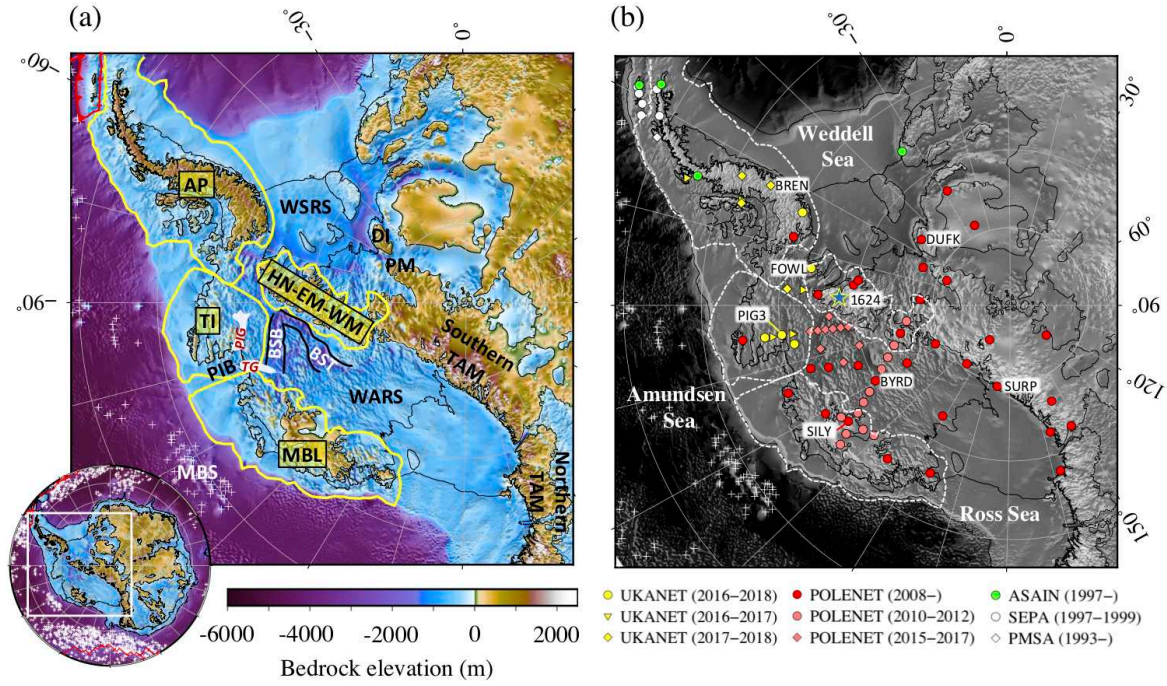 (a)
-30°
0°
-60°
-90°
AP
WSRS
DI
PM
HN-EM-WM
TI
PIG
TG
PIB
BSB
BST
Southern
TAM
WARS
MBL
MBS
Northern
TAM
-6000
-4000
-2000
0
2000
Bedrock elevation (m)
(b)
-30°
0°
30°
60°
90°
120°
150°
Weddell
Sea
BREN
DUFK
FOWL
1624
PIG3
BYRD
SURP
SILY
Amundsen
Sea
Ross Sea
UKANET (2016−2018)
POLENET (2008−)
ASAIN (1997−)
UKANET (2016−2017)
POLENET (2010−2012)
SEPA (1997−1999)
UKANET (2017−2018)
POLENET (2015−2017)
PMSA (1993−)